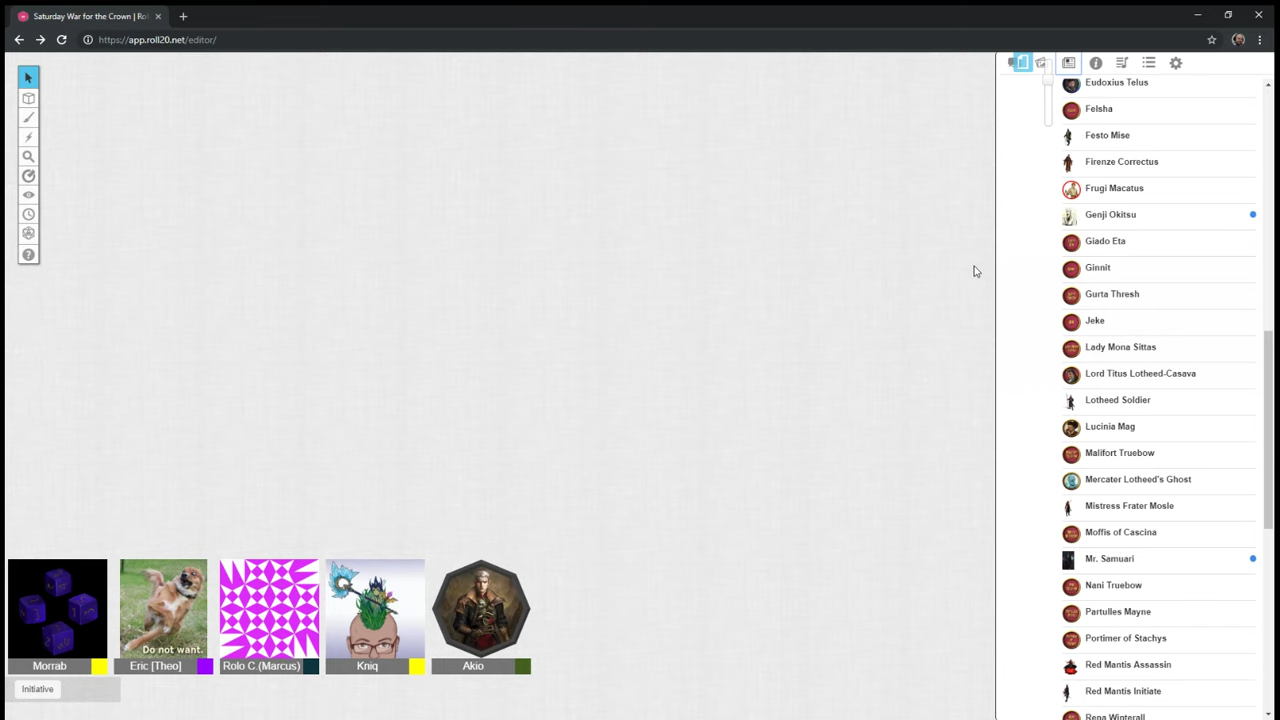 Saturday War for the Crown | Rol
https://app.roll20.net/editor/
Eudoxius Telus
Felsha
Festo Mise
Firenze Correctus
Frugi Macatus
Genji Okitsu
Giado Eta
Ginnit
Gurta Thresh
Jeke
Lady Mona Sittas
Lord Titus Lotheed-Casava
Lotheed Soldier
Lucinia Mag
Malifort Truebow
Mercater Lotheed's Ghost
Mistress Frater Mosle
Moffis of Cascina
Mr. Samuari
Nani Truebow
Partulles Mayne
Portimer of Stachys
Red Mantis Assassin
Red Mantis Initiate
Rena Winterall
Do not want.
Morrab
Eric [Theo]
Rolo C.(Marcus)
Kniq
Akio
Initiative